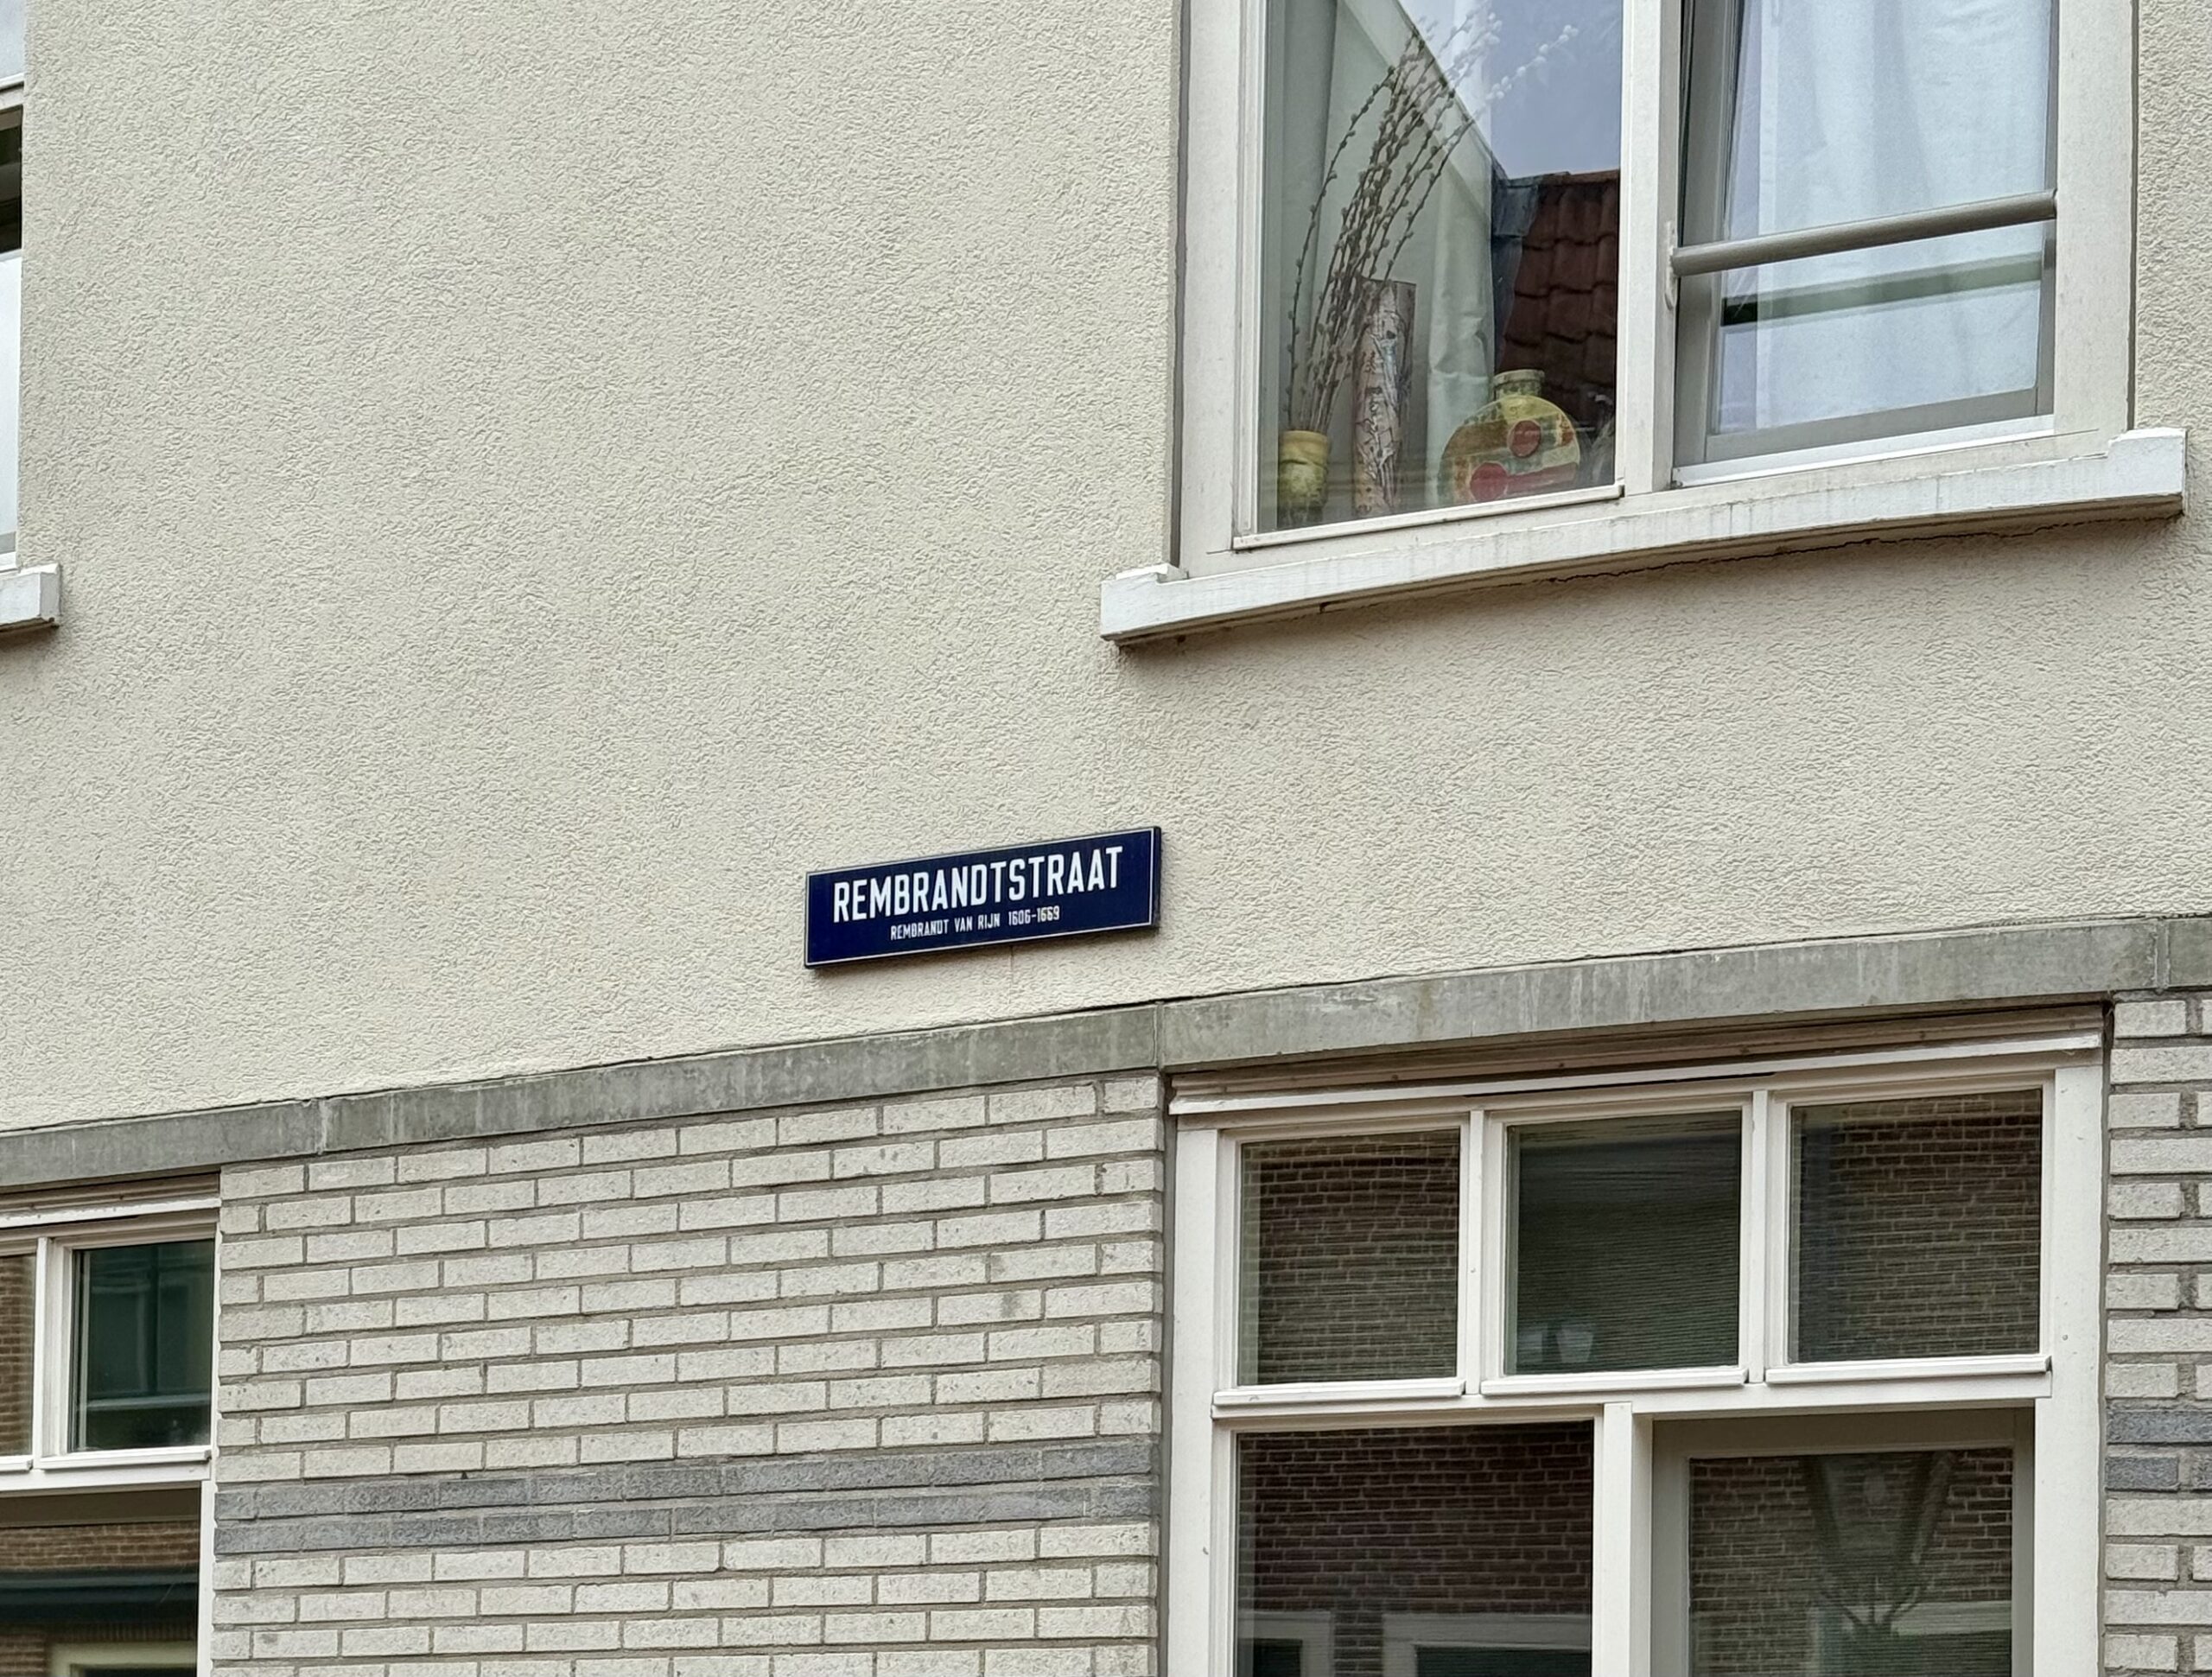 REMBRANDTSTRAAT
REMBRANDT VAN RIJN 1606-1669